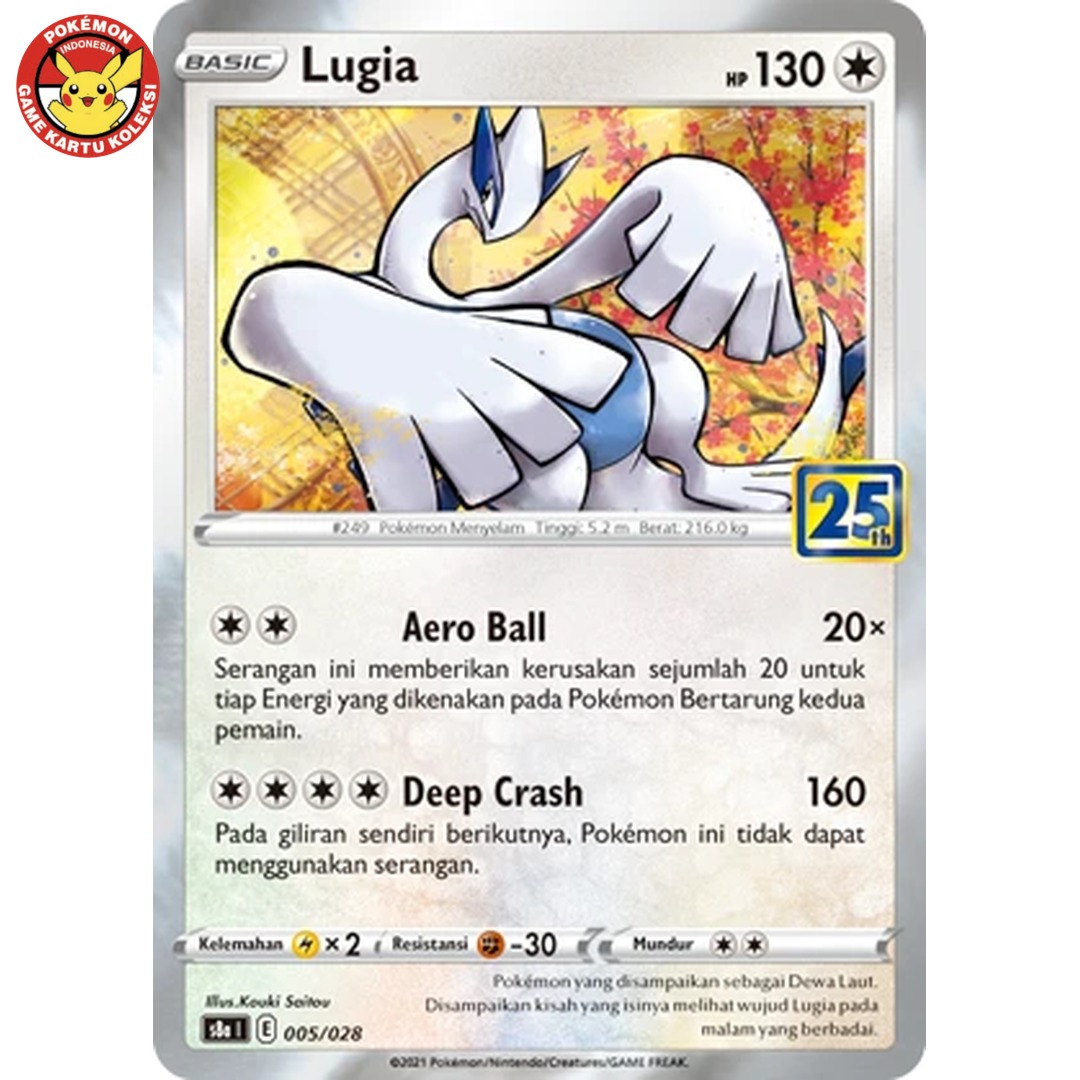 POKÉMON
INDONESIA
GAME KARTU KOLEKSI
BASIC Lugia HP 130
#249 Pokémon Menyelam Tinggi: 5.2 m Berat: 216.0 kg
25th
Aero Ball 20×
Serangan ini memberikan kerusakan sejumlah 20 untuk
tiap Energi yang dikenakan pada Pokémon Bertarung kedua
pemain.
Deep Crash 160
Pada giliran sendiri berikutnya, Pokémon ini tidak dapat
menggunakan serangan.
Kelemahan ×2 Resistansi -30 Mundur
Pokémon yang disampaikan sebagai Dewa Laut.
Disampaikan kisah yang isinya melihat wujud Lugia pada
malam yang berbadai.
Illus. Kouki Saitou
s8a I E 005/028
©2021 Pokémon/Nintendo/Creatures/GAME FREAK.